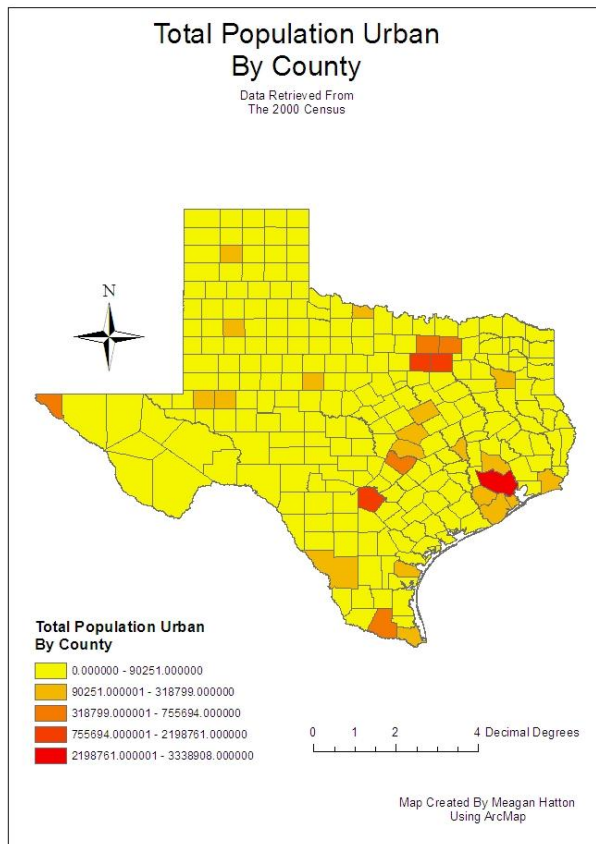 Total Population Urban
By County
Data Retrieved From
The 2000 Census
N
Total Population Urban
By County
0.000000 - 90251.000000
90251.000001 - 318799.000000
318799.000001 - 755694.000000
755694.000001 - 2198761.000000
2198761.000001 - 3338908.000000
0 1 2 4 Decimal Degrees
Map Created By Meagan Hatton
Using ArcMap